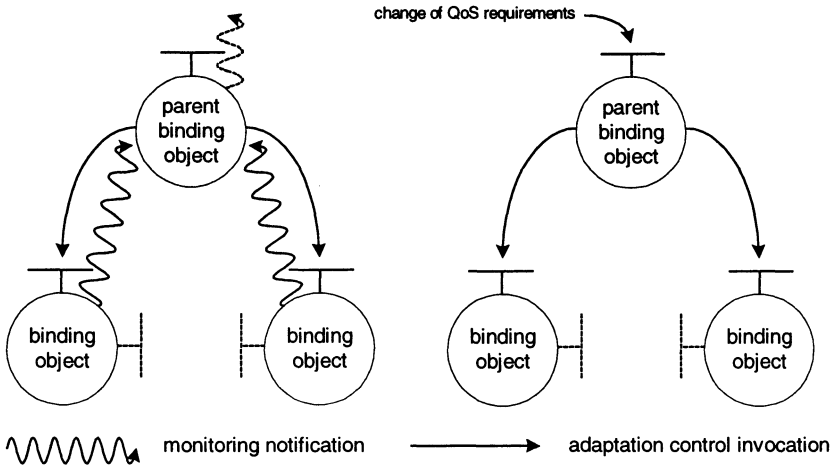 change of QoS requirements
parent
binding
object
parent
binding
object
binding
object
binding
object
binding
object
binding
object
monitoring notification
adaptation control invocation